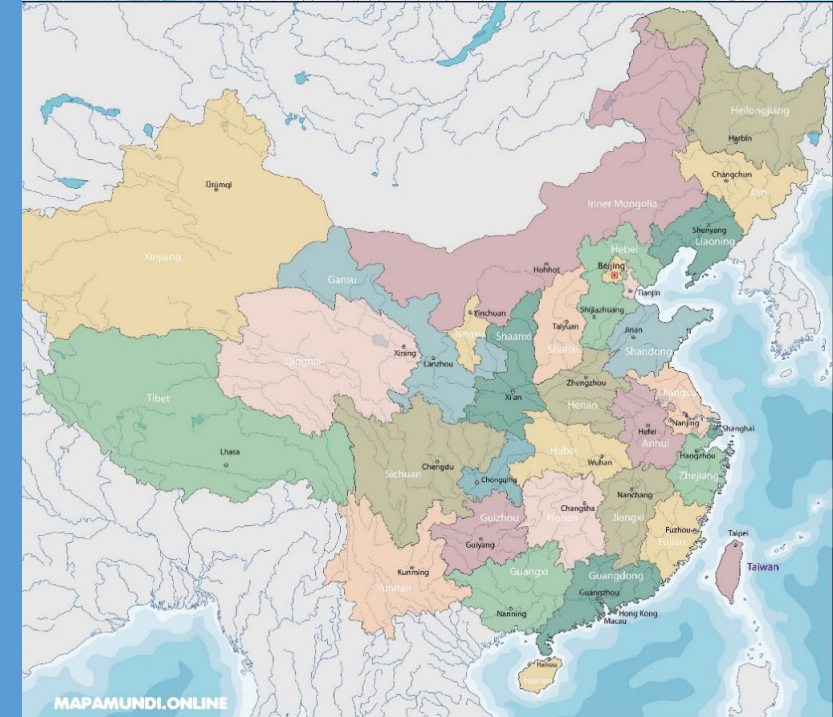 Heilongjiang
Harbin
Changchun
Jilin
Ürümqi
Inner Mongolia
Shenyang
Liaoning
Hebei
Xinjiang
Beijing
Hohhot
Gansu
Tianjin
Yinchuan
Shijiazhuang
Taiyuan
Jinan
Ningxia
Shaanxi
Shanxi
Shandong
Xining
Qinghai
Lanzhou
Zhengzhou
Xi'an
Jiangsu
Tibet
Henan
Nanjing
Hefei
Shanghai
Anhui
Lhasa
Hubei
Hangzhou
Wuhan
Chengdu
Sichuan
Zhejiang
Chongqing
Nanchang
Changsha
Guizhou
Hunan
Jiangxi
Fuzhou
Taipei
Guiyang
Fujian
Taiwan
Kunming
Guangxi
Guangdong
Yunnan
Guangzhou
Nanning
Hong Kong
Macau
Haikou
Hainan
MAPAMUNDI.ONLINE